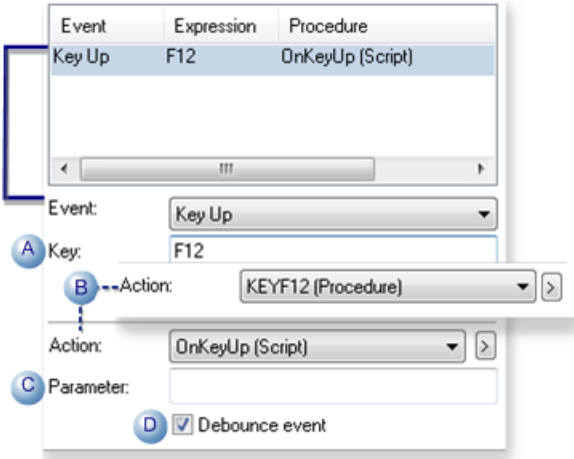 Event Expression Procedure
Key Up F12 OnKeyUp (Script)
Event: Key Up
A Key: F12
B Action: KEYF12 (Procedure) >
Action: OnKeyUp (Script) >
C Parameter:
D Debounce event